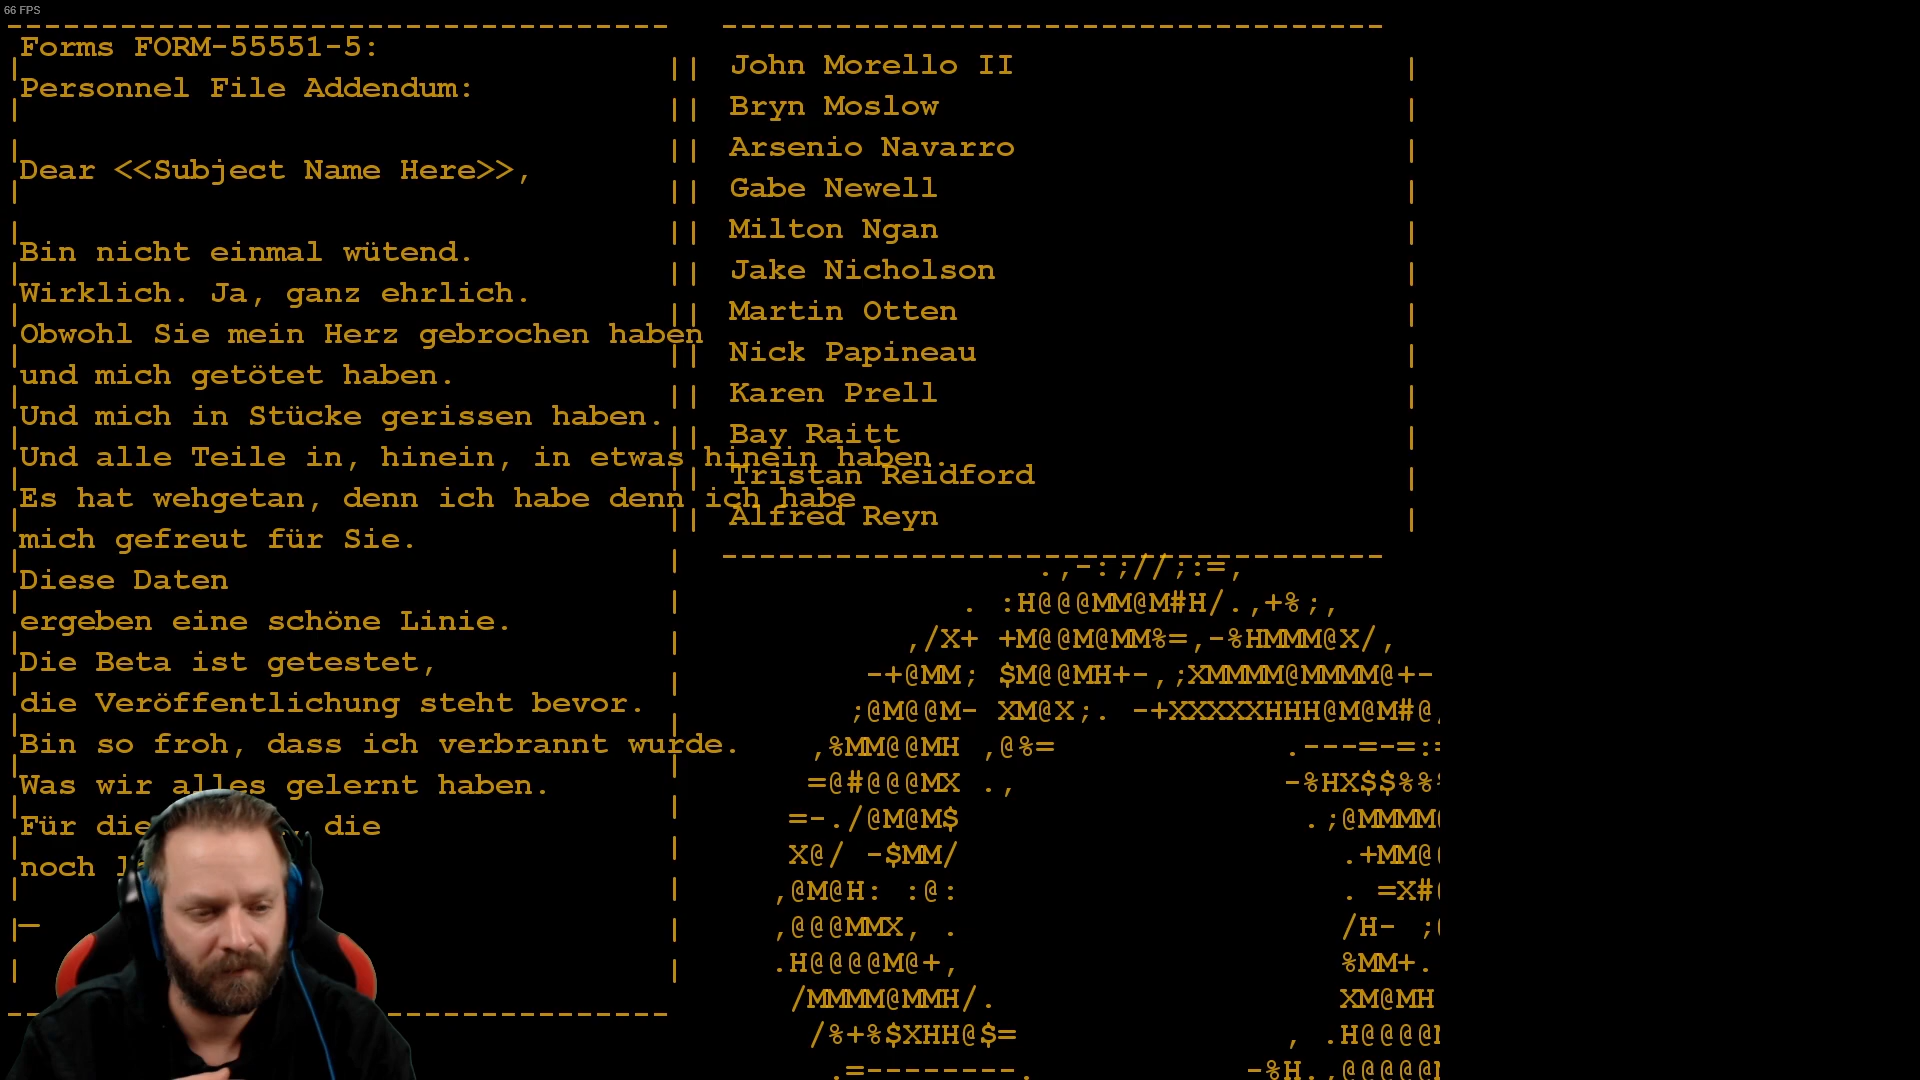 66 FPS
Forms FORM-55551-5:
Personnel File Addendum:
Dear <<Subject Name Here>>,
Bin nicht einmal wütend.
Wirklich. Ja, ganz ehrlich.
Obwohl Sie mein Herz gebrochen haben
und mich getötet haben.
Und mich in Stücke gerissen haben.
Und alle Teile in, hinein, in etwas hinein haben.
Es hat wehgetan, denn ich habe denn ich habe
mich gefreut für Sie.
Diese Daten
ergeben eine schöne Linie.
Die Beta ist getestet,
die Veröffentlichung steht bevor.
Bin so froh, dass ich verbrannt wurde.
Was wir alles gelernt haben.
Für die die
noch
John Morello II
Bryn Moslow
Arsenio Navarro
Gabe Newell
Milton Ngan
Jake Nicholson
Martin Otten
Nick Papineau
Karen Prell
Bay Raitt
Tristan Reidford
Alfred Reyn